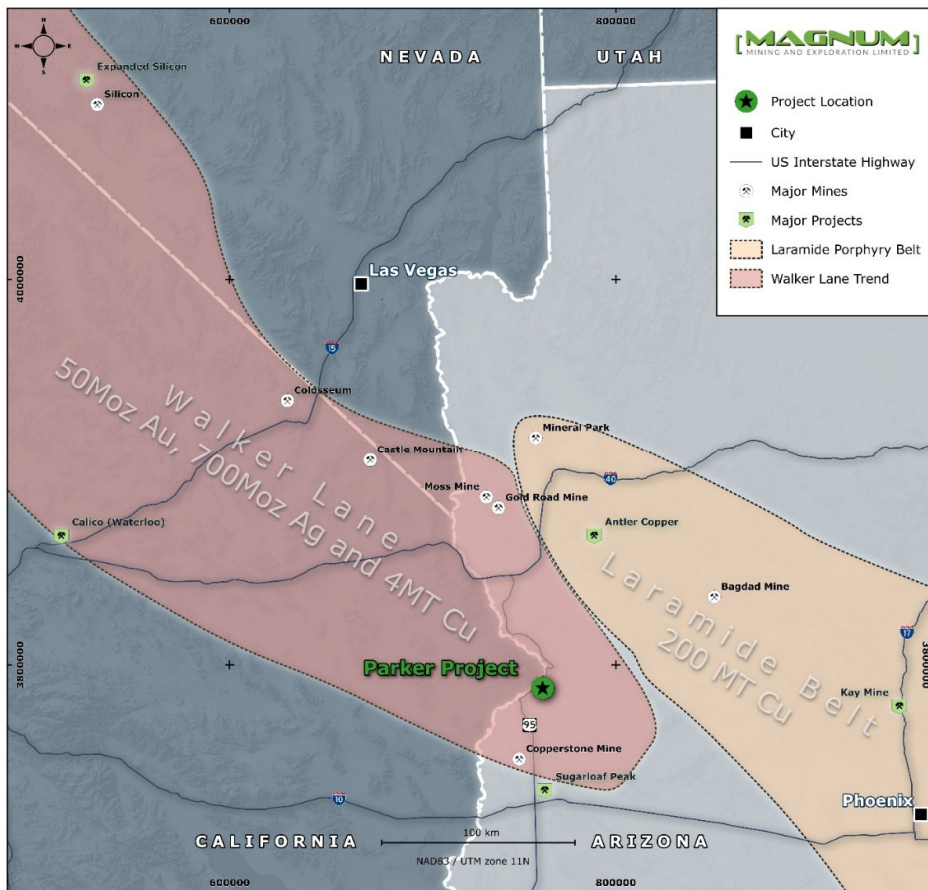 600000
800000
N
W
E
S
NEVADA
UTAH
[MAGNUM]
MINING AND EXPLORATION LIMITED
Project Location
City
US Interstate Highway
Major Mines
Major Projects
Laramide Porphyry Belt
Walker Lane Trend
Expanded Silicon
Silicon
4000000
Las Vegas
4000000
15
Colosseum
Walker Lane
50Moz Au, 700Moz Ag and 4MT Cu
Castle Mountain
Mineral Park
Moss Mine
Gold Road Mine
40
Calico (Waterloo)
Antler Copper
Bagdad Mine
Laramide Belt
200 MT Cu
17
3800000
Parker Project
3800000
Kay Mine
95
Copperstone Mine
Sugarloaf Peak
10
Phoenix
CALIFORNIA
100 km
ARIZONA
NAD83 / UTM zone 11N
600000
800000